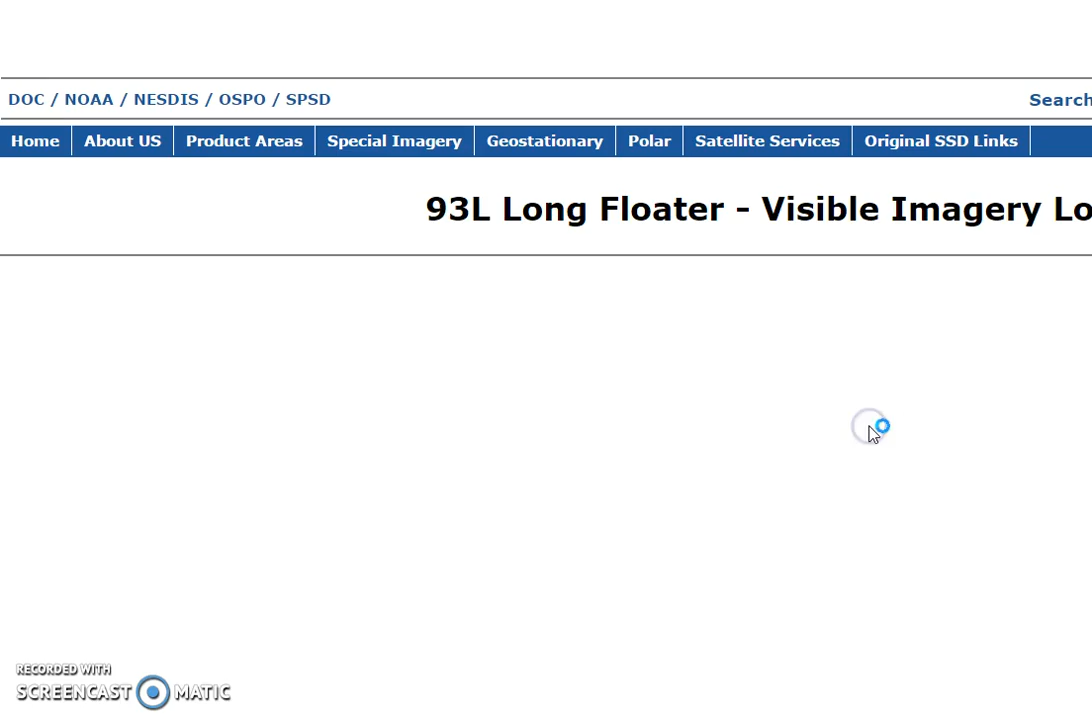 DOC / NOAA / NESDIS / OSPO / SPSD
Search
Home About US Product Areas Special Imagery Geostationary Polar Satellite Services Original SSD Links
93L Long Floater - Visible Imagery Lo
RECORDED WITH
SCREENCAST MATIC